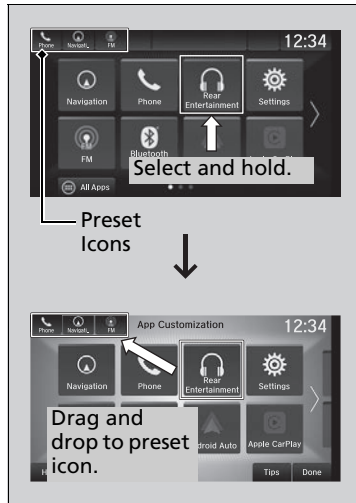 Phone Navigati.. FM 12:34
Navigation Phone Rear Entertainment Settings
FM Bluetooth
Select and hold.
All Apps
Preset
Icons
Phone Navigati.. FM App Customization 12:34
Navigation Phone Rear Entertainment Settings
Drag and
drop to preset
icon.
Android Auto Apple CarPlay
Tips Done